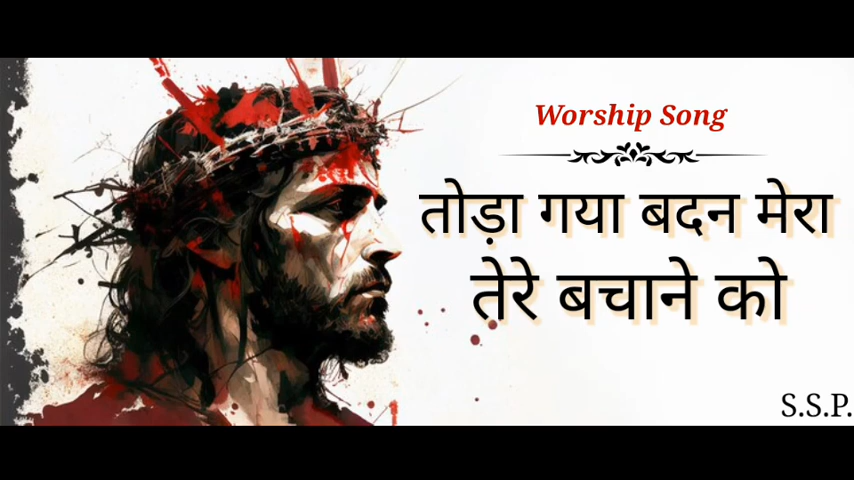 Worship Song
तोड़ा गया बदन मेरा
तेरे बचाने को
S.S.P.